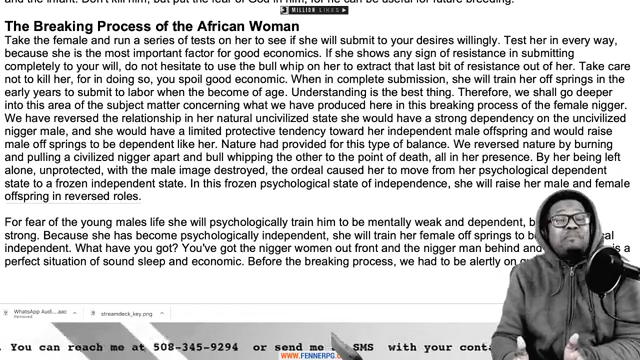 and the infant. Don't kill him, but put the fear of God in him, for he can be useful for future breeding.
3 MILLION LIKES
The Breaking Process of the African Woman
Take the female and run a series of tests on her to see if she will submit to your desires willingly. Test her in every way,
because she is the most important factor for good economics. If she shows any sign of resistance in submitting
completely to your will, do not hesitate to use the bull whip on her to extract that last bit of resistance out of her. Take care
not to kill her, for in doing so, you spoil good economic. When in complete submission, she will train her off springs in the
early years to submit to labor when the become of age. Understanding is the best thing. Therefore, we shall go deeper
into this area of the subject matter concerning what we have produced here in this breaking process of the female nigger.
We have reversed the relationship in her natural uncivilized state she would have a strong dependency on the uncivilized
nigger male, and she would have a limited protective tendency toward her independent male offspring and would raise
male off springs to be dependent like her. Nature had provided for this type of balance. We reversed nature by burning
and pulling a civilized nigger apart and bull whipping the other to the point of death, all in her presence. By her being left
alone, unprotected, with the male image destroyed, the ordeal caused her to move from her psychological dependent
state to a frozen independent state. In this frozen psychological state of independence, she will raise her male and female
offspring in reversed roles.
For fear of the young males life she will psychologically train him to be mentally weak and dependent,
strong. Because she has become psychologically independent, she will train her female off springs to
independent. What have you got? You've got the nigger women out front and the nigger man behind and is a
perfect situation of sound sleep and economic. Before the breaking process, we had to be alertly on
WhatsApp Aud....aac
Removed
streamdeck_key.png
. You can reach me at 508-345-9294 or send me SMS with your conta
WWW.FENNERPG.C